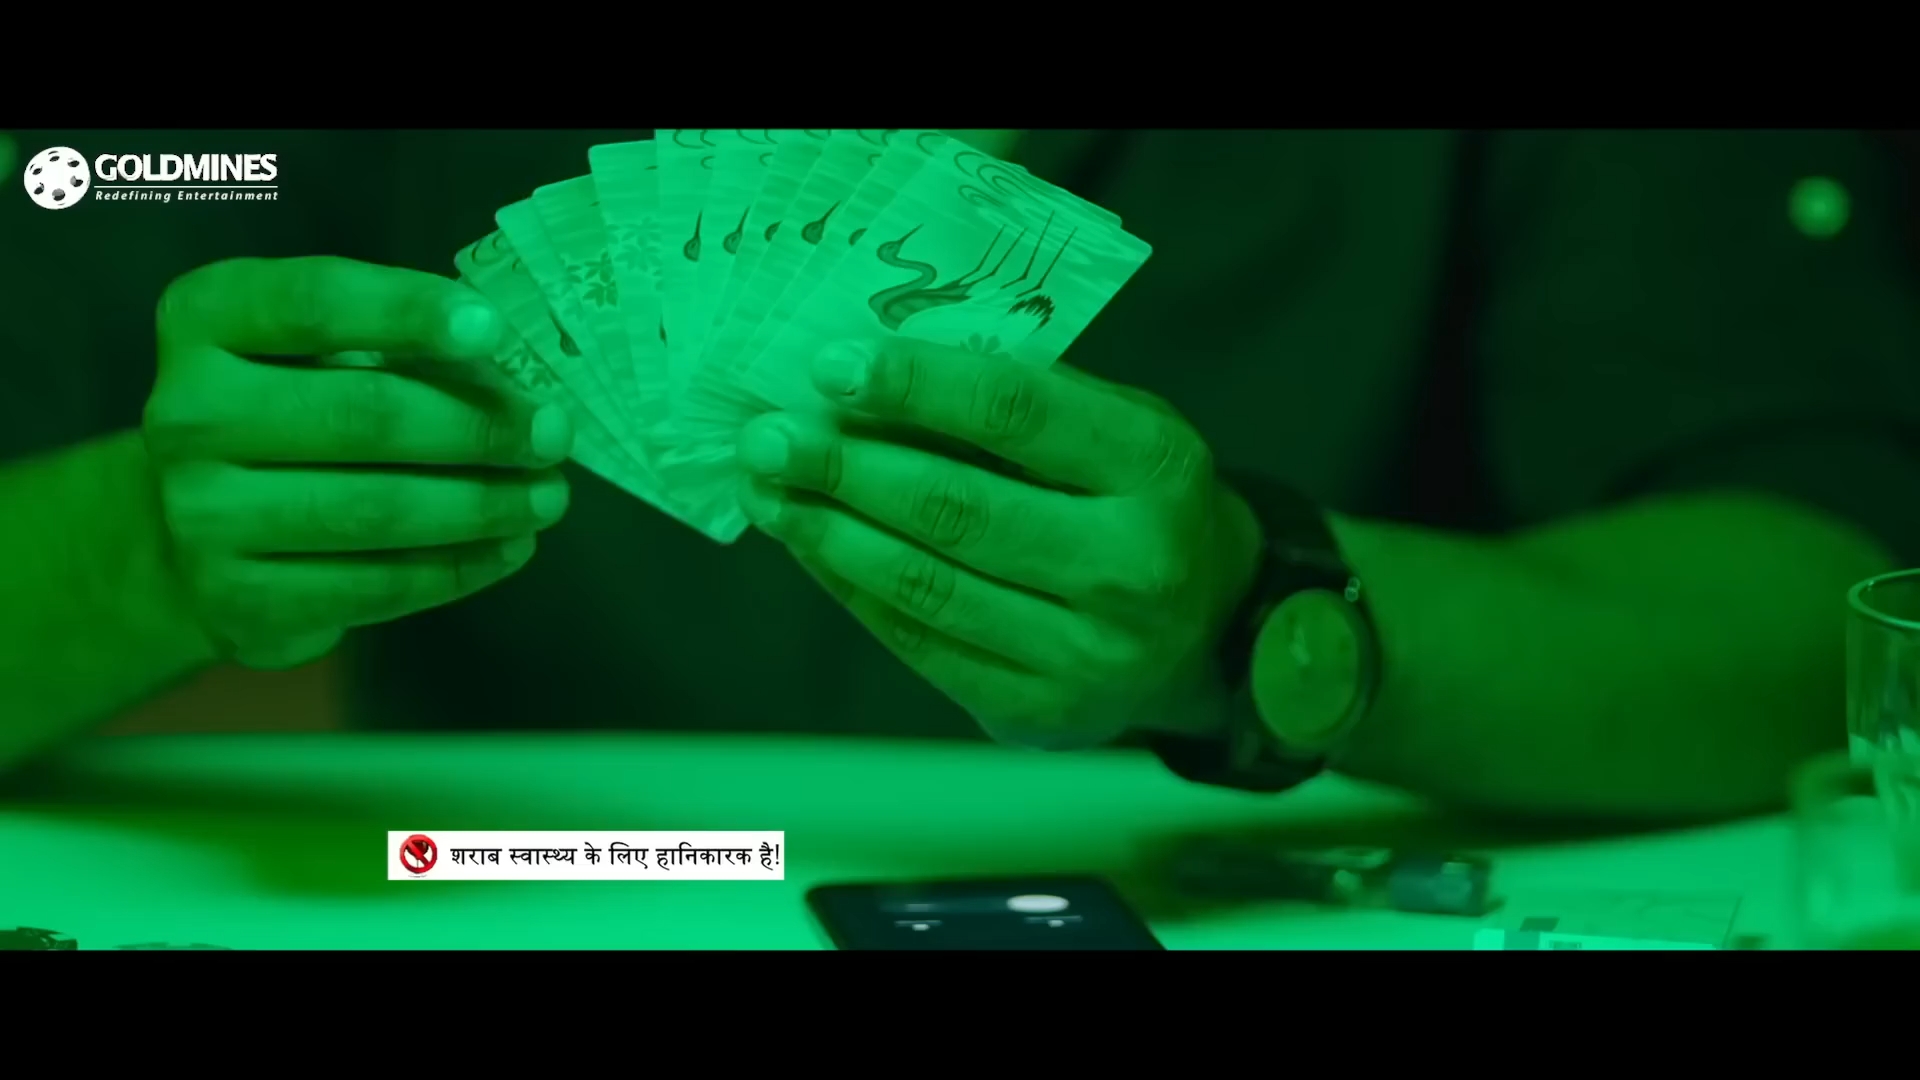 GOLDMINES
Redefining Entertainment
शराब स्वास्थ्य के लिए हानिकारक है!